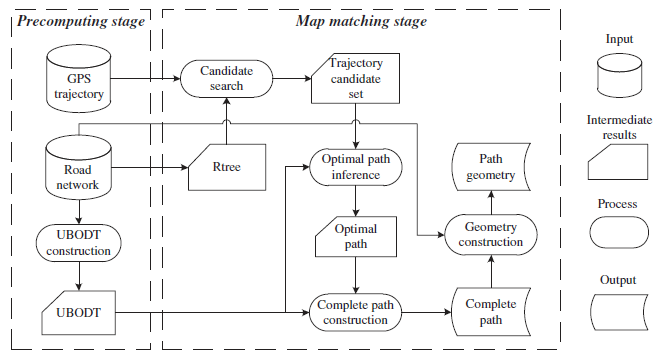 Precomputing stage
Map matching stage
GPS
trajectory
Candidate
search
Trajectory
candidate
set
Road
network
Rtree
Optimal path
inference
Path
geometry
UBODT
construction
Optimal
path
Geometry
construction
UBODT
Complete path
construction
Complete
path
Input
Intermediate
results
Process
Output